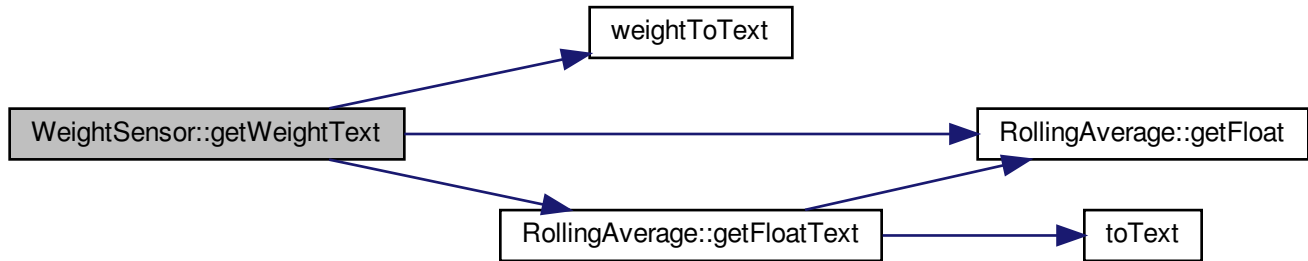 weightToText
WeightSensor::getWeightText
RollingAverage::getFloat
RollingAverage::getFloatText
toText